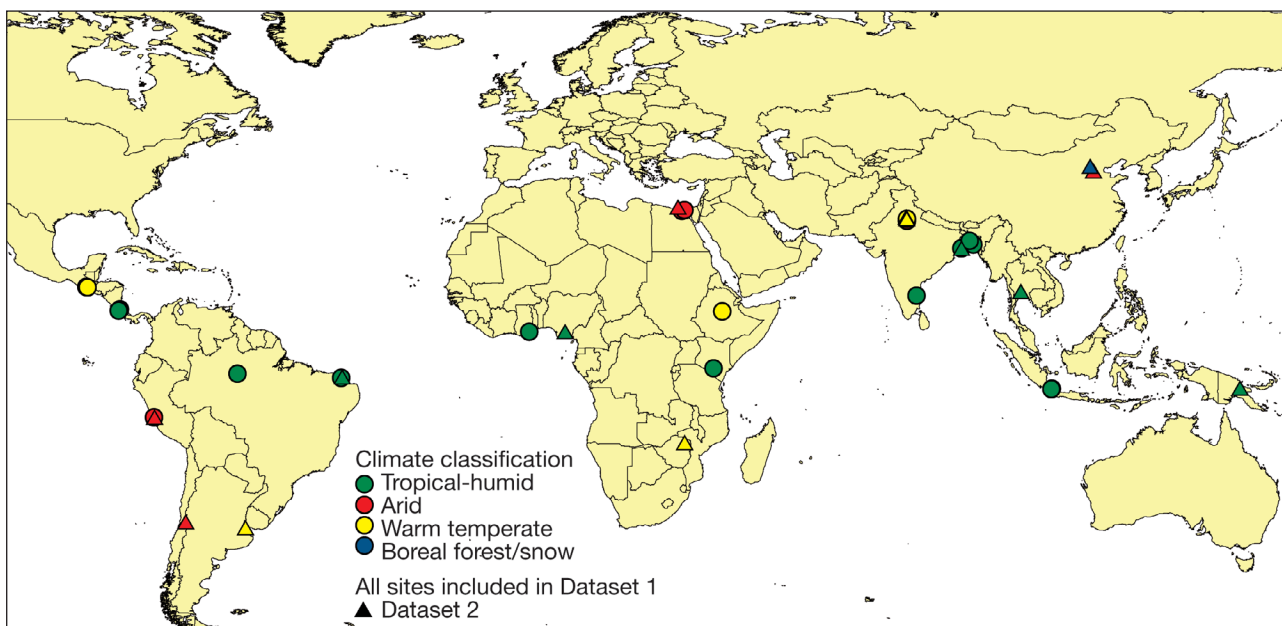 Climate classification
Tropical-humid
Arid
Warm temperate
Boreal forest/snow
All sites included in Dataset 1
Dataset 2